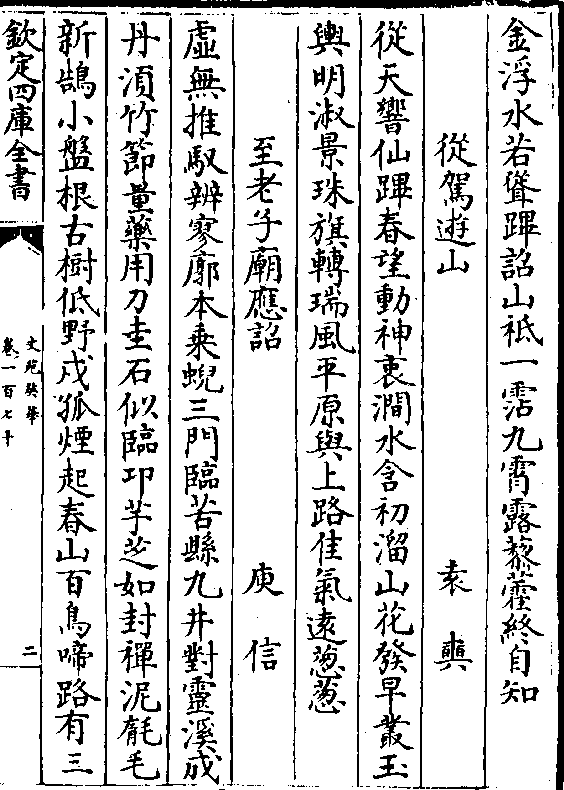 金浮水若聳蹕詔山祗一霑九霄露藜藿終自知
從駕遊山 袁奭
從天響仙蹕春望動神衷澗水含初溜山花發早叢玉
輿明淑景珠旗轉瑞風平原與上路佳氣遠葱葱
至老子廟應詔 庾信
虛無推馭辨寥廓本乗蜺三門臨苦縣九井對靈溪成
丹湏竹節量藥用刀圭石似臨邛芋芝如封禪泥毻毛
新鵠小盤根古樹低野戍孤煙起春山百鳥啼路有三
欽定四庫全書
文苑英華
卷一百七十
二